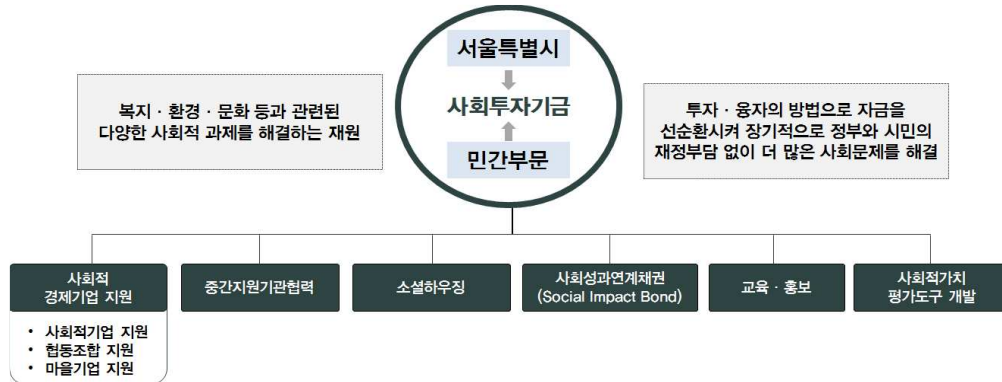 서울특별시
사회투자기금
민간부문
복지 · 환경 · 문화 등과 관련된
다양한 사회적 과제를 해결하는 재원
투자 · 융자의 방법으로 자금을
선순환시켜 장기적으로 정부와 시민의
재정부담 없이 더 많은 사회문제를 해결
사회적
경제기업 지원
• 사회적기업 지원
• 협동조합 지원
• 마을기업 지원
중간지원기관협력
소셜하우징
사회성과연계채권
(Social Impact Bond)
교육 · 홍보
사회적가치
평가도구 개발